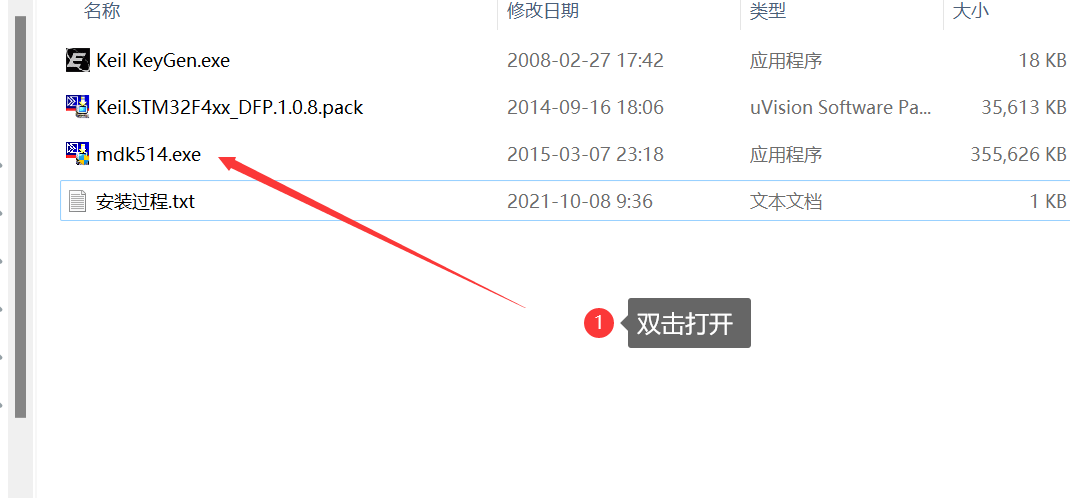 名称 修改日期 类型 大小
Keil KeyGen.exe 2008-02-27 17:42 应用程序 18 KB
Keil.STM32F4xx_DFP.1.0.8.pack 2014-09-16 18:06 uVision Software Pa... 35,613 KB
mdk514.exe 2015-03-07 23:18 应用程序 355,626 KB
安装过程.txt 2021-10-08 9:36 文本文档 1 KB
1 双击打开